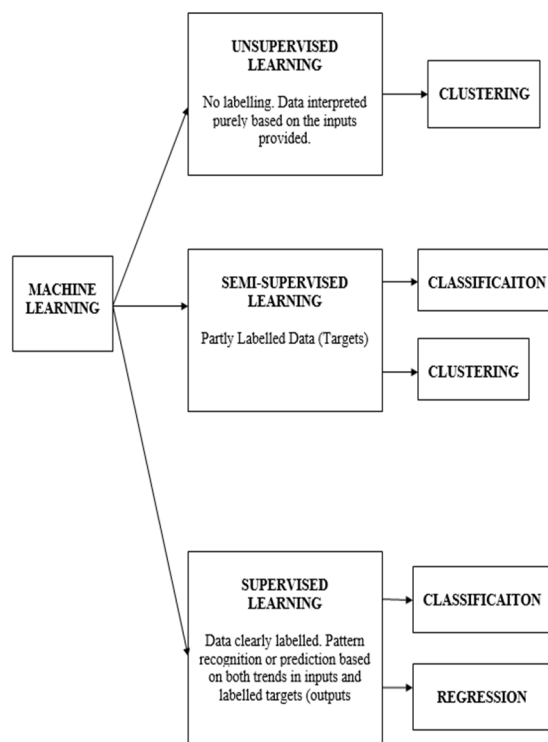 UNSUPERVISED
LEARNING
No labelling. Data interpreted
purely based on the inputs
provided.
CLUSTERING
MACHINE
LEARNING
SEMI-SUPERVISED
LEARNING
Partly Labelled Data (Targets)
CLASSIFICAITON
CLUSTERING
SUPERVISED
LEARNING
Data clearly labelled. Pattern
recognition or prediction based
on both trends in inputs and
labelled targets (outputs
CLASSIFICAITON
REGRESSION